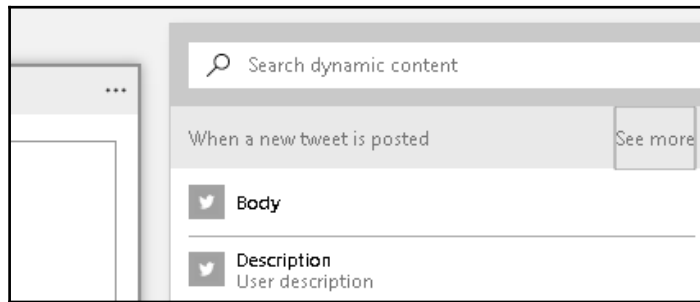 Search dynamic content
When a new tweet is posted See more
Body
Description
User description